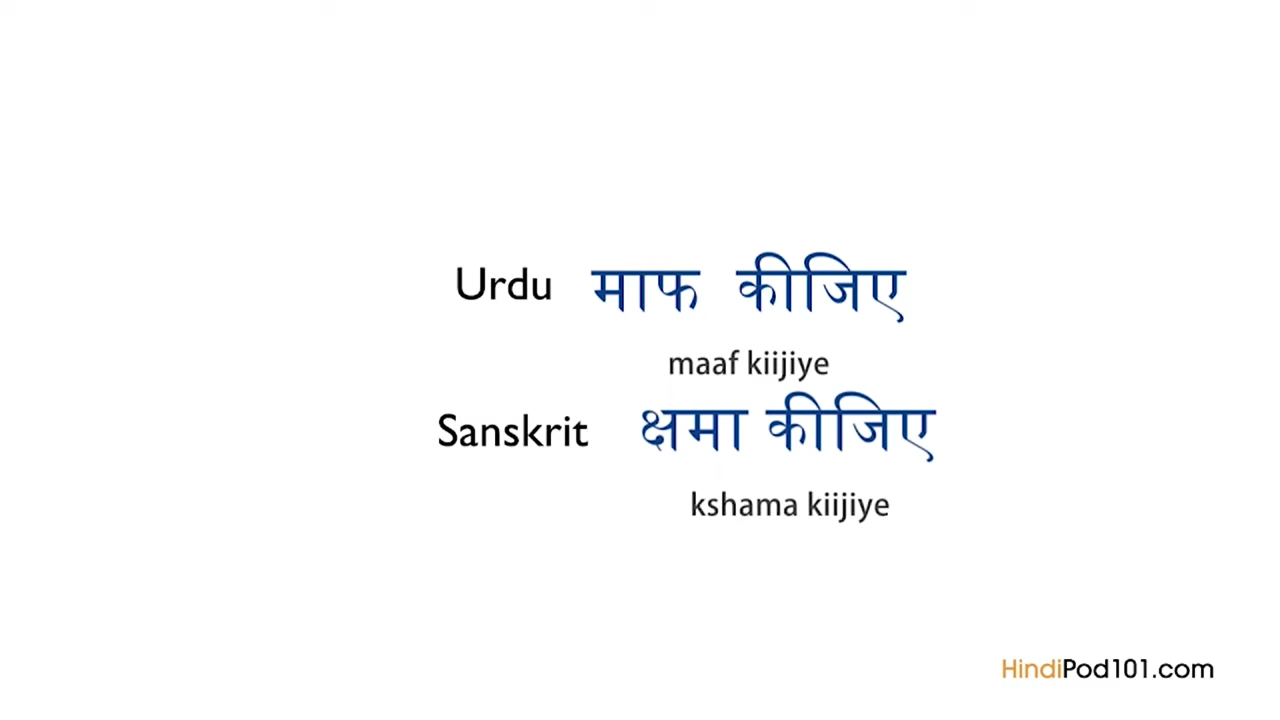 Urdu माफ कीजिए
maaf kiijiye
Sanskrit क्षमा कीजिए
kshama kiijiye
HindiPod101.com